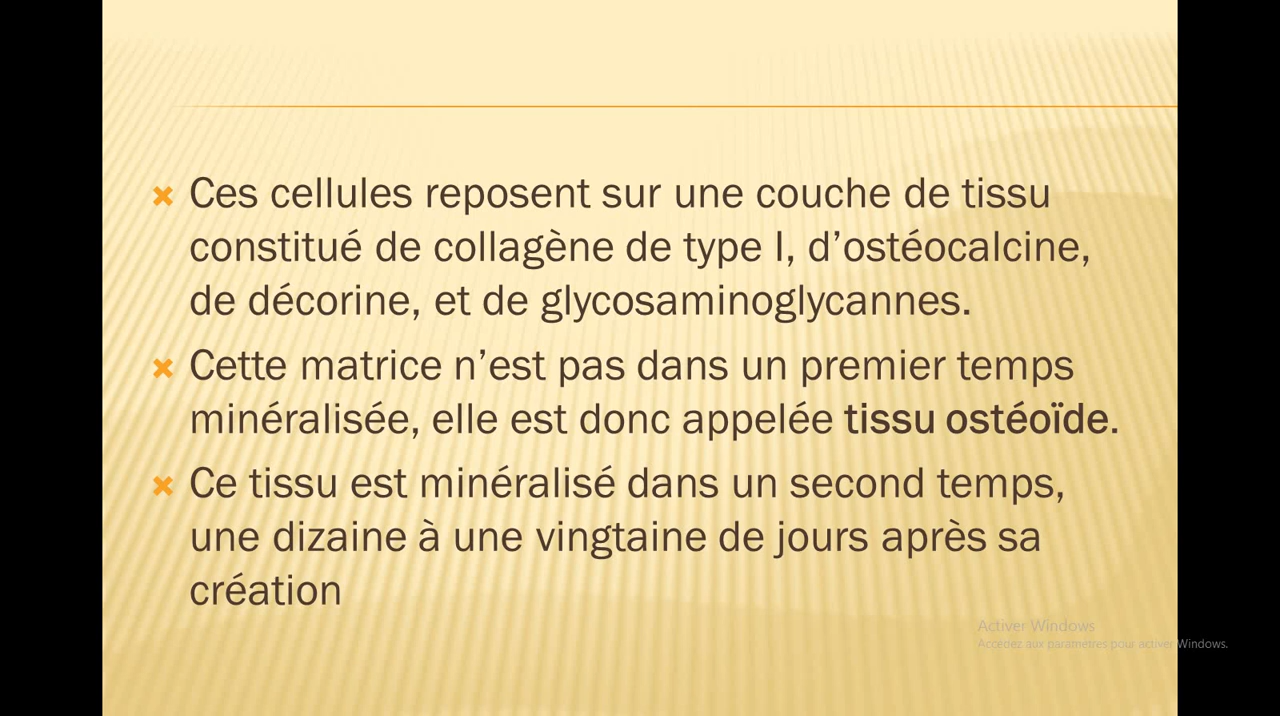 Ces cellules reposent sur une couche de tissu
constitué de collagène de type I, d’ostéocalcine,
de décorine, et de glycosaminoglycannes.
Cette matrice n’est pas dans un premier temps
minéralisée, elle est donc appelée tissu ostéoïde.
Ce tissu est minéralisé dans un second temps,
une dizaine à une vingtaine de jours après sa
création
Activer Windows
Accédez aux paramètres pour activer Windows.